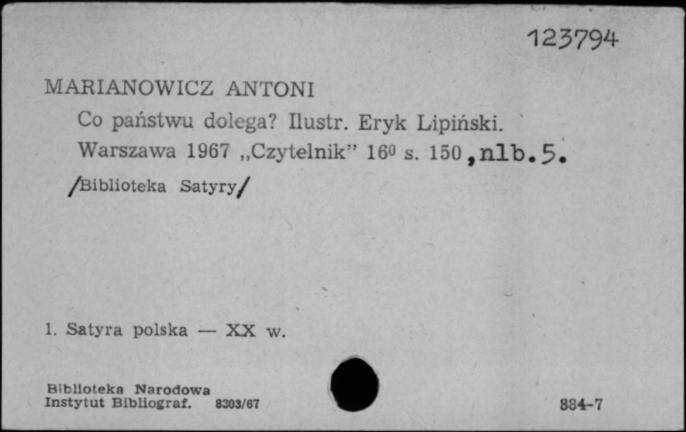 123794
MARIANOWICZ ANTONI
Co państwu dolega? Ilustr. Eryk Lipiński.
Warszawa 1967 „Czytelnik” 16⁰ s. 150, nlb. 5.
/Biblioteka Satyry/
1. Satyra polska — XX w.
Biblioteka Narodowa
Instytut Bibliograf. 8303/67
884-7